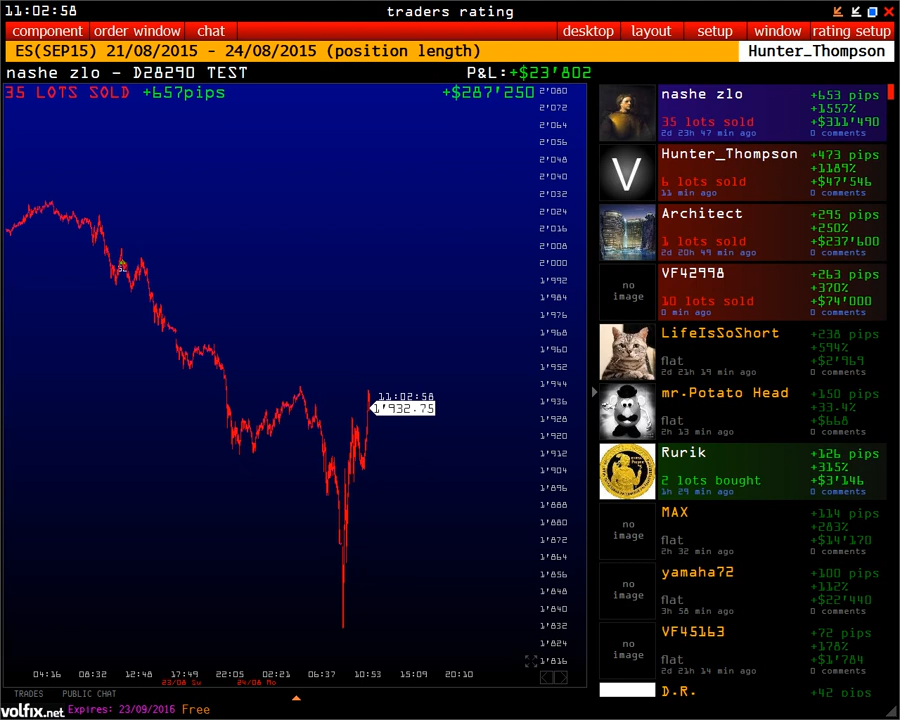 11:02:58 traders rating
component order window chat desktop layout setup window rating setup
ES(SEP15) 21/08/2015 - 24/08/2015 (position length) Hunter_Thompson
nashe zlo - D28290 TEST P&L:+$23'802
35 LOTS SOLD +657pips +$287'250
2'080
2'072
2'064
2'056
2'048
2'040
2'032
2'024
2'016
2'008
2'000
1'992
1'984
1'976
1'968
1'960
1'952
1'944
1'936
1'928
1'920
1'912
1'904
1'896
1'888
1'880
1'872
1'864
1'856
1'848
1'840
1'832
1'824
1'816
11:02:58
1'932.75
04:16 08:32 12:48 17:49 22:05 02:21 06:37 10:53 15:09 20:10
23/08 Su 24/08 Mo
TRADES PUBLIC CHAT
volfix.net Expires: 23/09/2016 Free
nashe zlo +653 pips
+1557%
35 lots sold +$311'490
2d 23h 47 min ago 0 comments
V
Hunter_Thompson +473 pips
+1189%
6 lots sold +$47'546
11 min ago 0 comments
Architect +295 pips
+250%
1 lots sold +$237'600
2d 20h 49 min ago 0 comments
no image
VF42998 +263 pips
+370%
10 lots sold +$74'000
0 min ago 0 comments
LifeIsSoShort +238 pips
+594%
flat +$2'969
2d 21h 19 min ago 0 comments
mr.Potato Head +150 pips
+33.4%
flat +$668
2h 13 min ago 0 comments
Rurik +126 pips
+315%
2 lots bought +$3'146
1h 29 min ago 0 comments
no image
MAX +114 pips
+283%
flat +$14'170
2h 32 min ago 0 comments
no image
yamaha72 +100 pips
+112%
flat +$22'440
3h 58 min ago 0 comments
no image
VF45163 +72 pips
+178%
flat +$1'784
2d 21h 14 min ago 0 comments
D.R. +42 pips